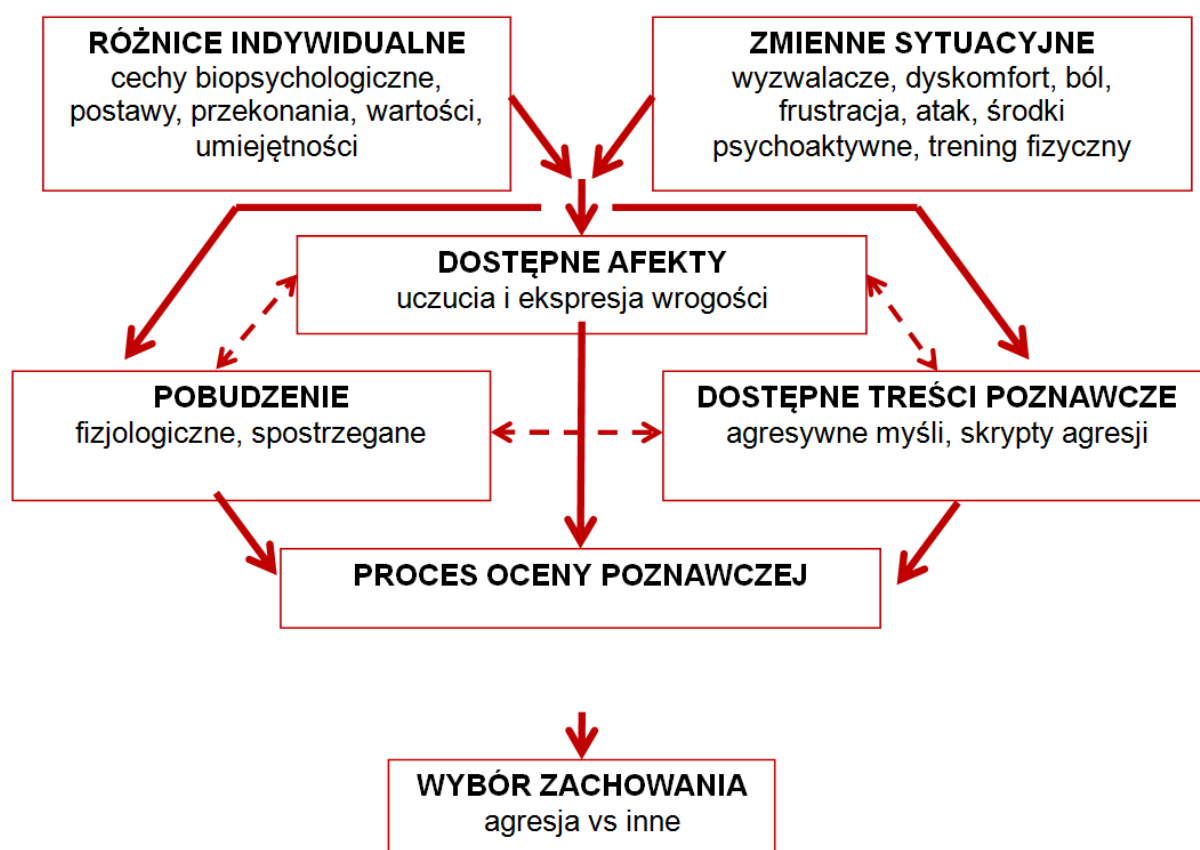 RÓŻNICE INDYWIDUALNE
cechy biopsychologiczne,
postawy, przekonania, wartości,
umiejętności
ZMIENNE SYTUACYJNE
wyzwalacze, dyskomfort, ból,
frustracja, atak, środki
psychoaktywne, trening fizyczny
DOSTĘPNE AFEKTY
uczucia i ekspresja wrogości
POBUDZENIE
fizjologiczne, spostrzegane
DOSTĘPNE TREŚCI POZNAWCZE
agresywne myśli, skrypty agresji
PROCES OCENY POZNAWCZEJ
WYBÓR ZACHOWANIA
agresja vs inne